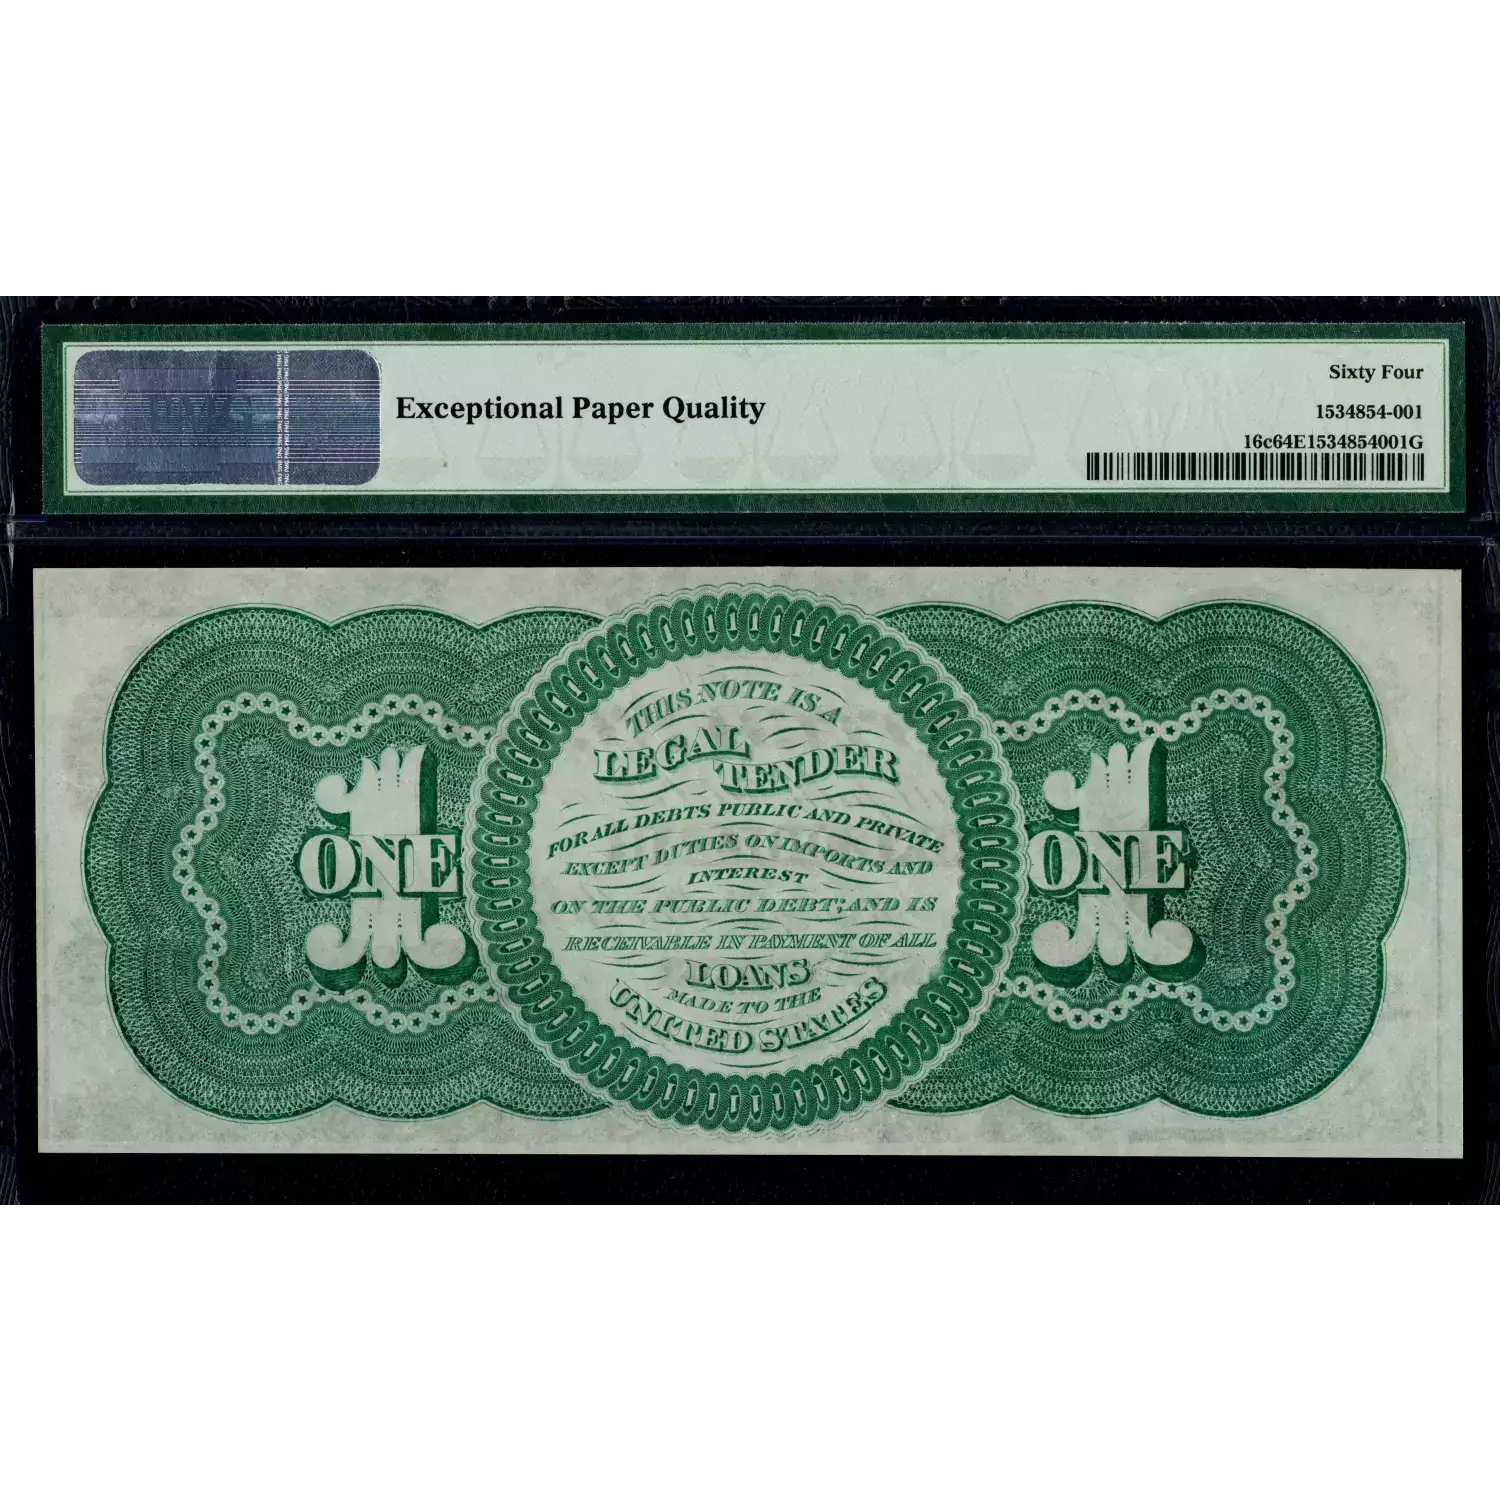 Exceptional Paper Quality
Sixty Four
1534854-001
16c64E1534854001G
THIS NOTE IS A
LEGAL
TENDER
FOR ALL DEBTS PUBLIC AND PRIVATE
EXCEPT DUTIES ON IMPORTS AND
INTEREST
ON THE PUBLIC DEBT; AND IS
RECEIVABLE IN PAYMENT OF ALL
LOANS
MADE TO THE
UNITED STATES
1
ONE
1
ONE